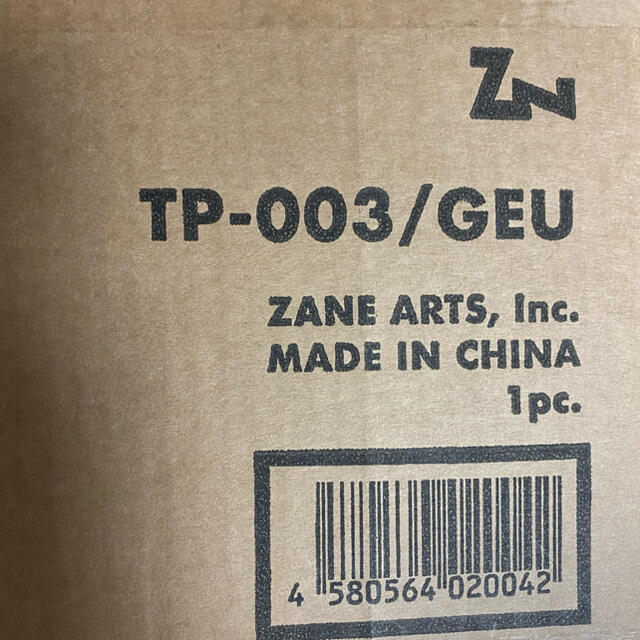 ZN
TP-003/GEU
ZANE ARTS, Inc.
MADE IN CHINA
1pc.
4 580564 020042